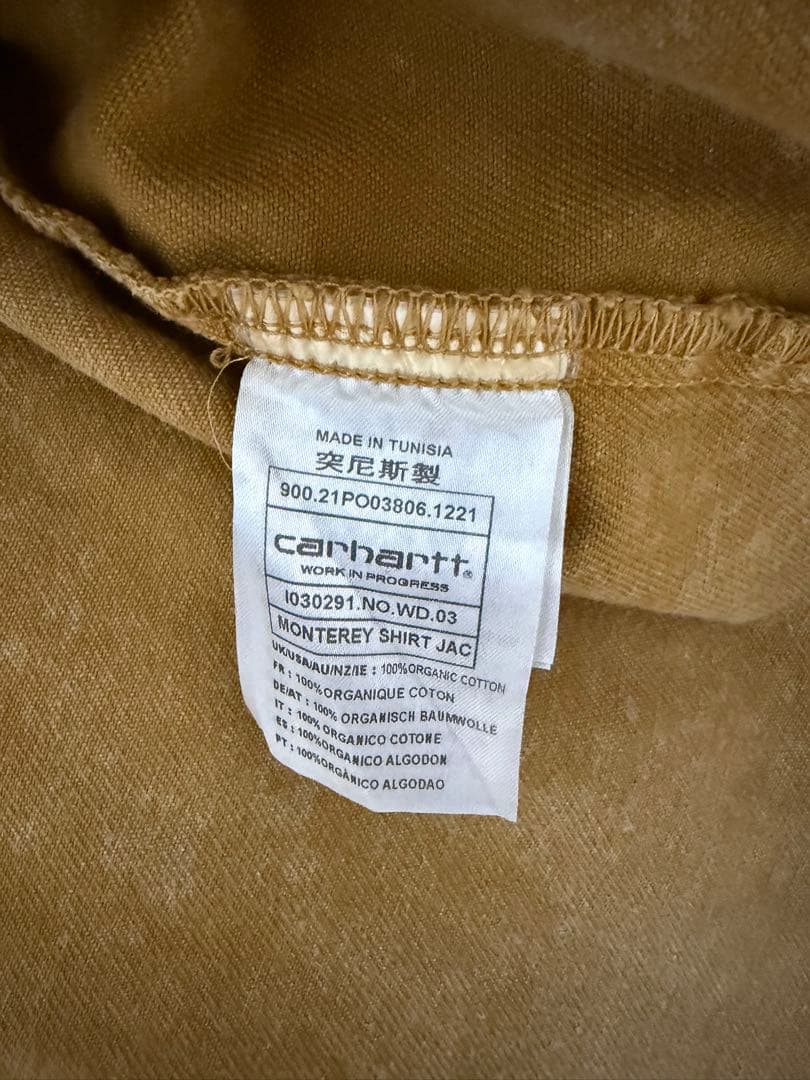 MADE IN TUNISIA
突尼斯製
900.21PO03806.1221
carhartt®
WORK IN PROGRESS
I030291.NO.WD.03
MONTEREY SHIRT JAC
UK/USA/AU/NZ/IE : 100%ORGANIC COTTON
FR : 100%ORGANIQUE COTON
DE/AT : 100% ORGANISCH BAUMWOLLE
IT : 100% ORGANICO COTONE
ES : 100%ORGANICO ALGODON
PT : 100%ORGÀNICO ALGODAO